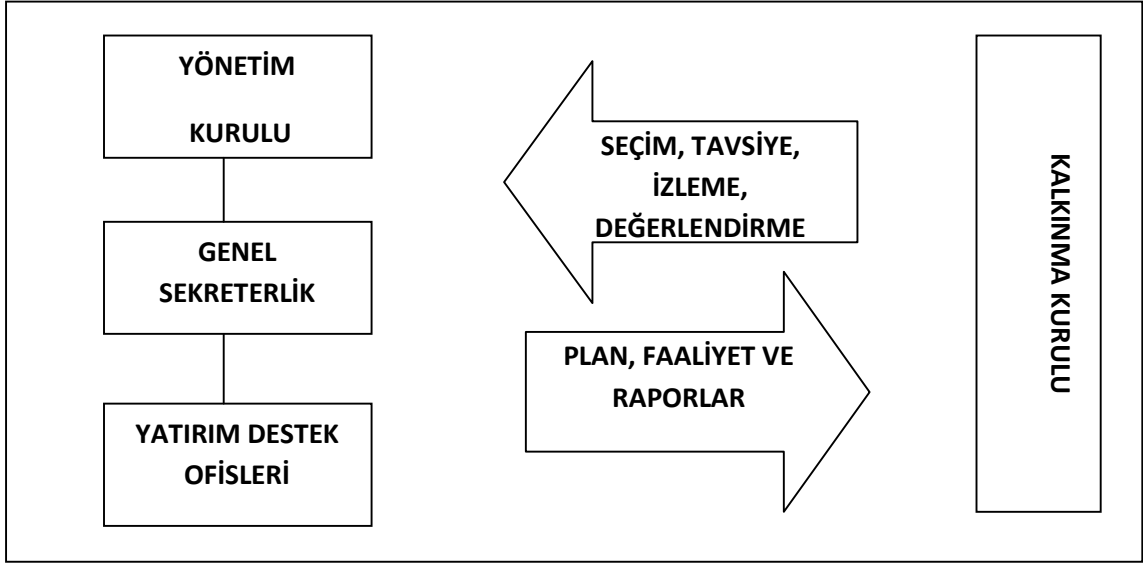 YÖNETİM
KURULU
GENEL
SEKRETERLİK
YATIRIM DESTEK
OFİSLERİ
SEÇİM, TAVSİYE,
İZLEME,
DEĞERLENDİRME
PLAN, FAALİYET VE
RAPORLAR
KALKINMA KURULU